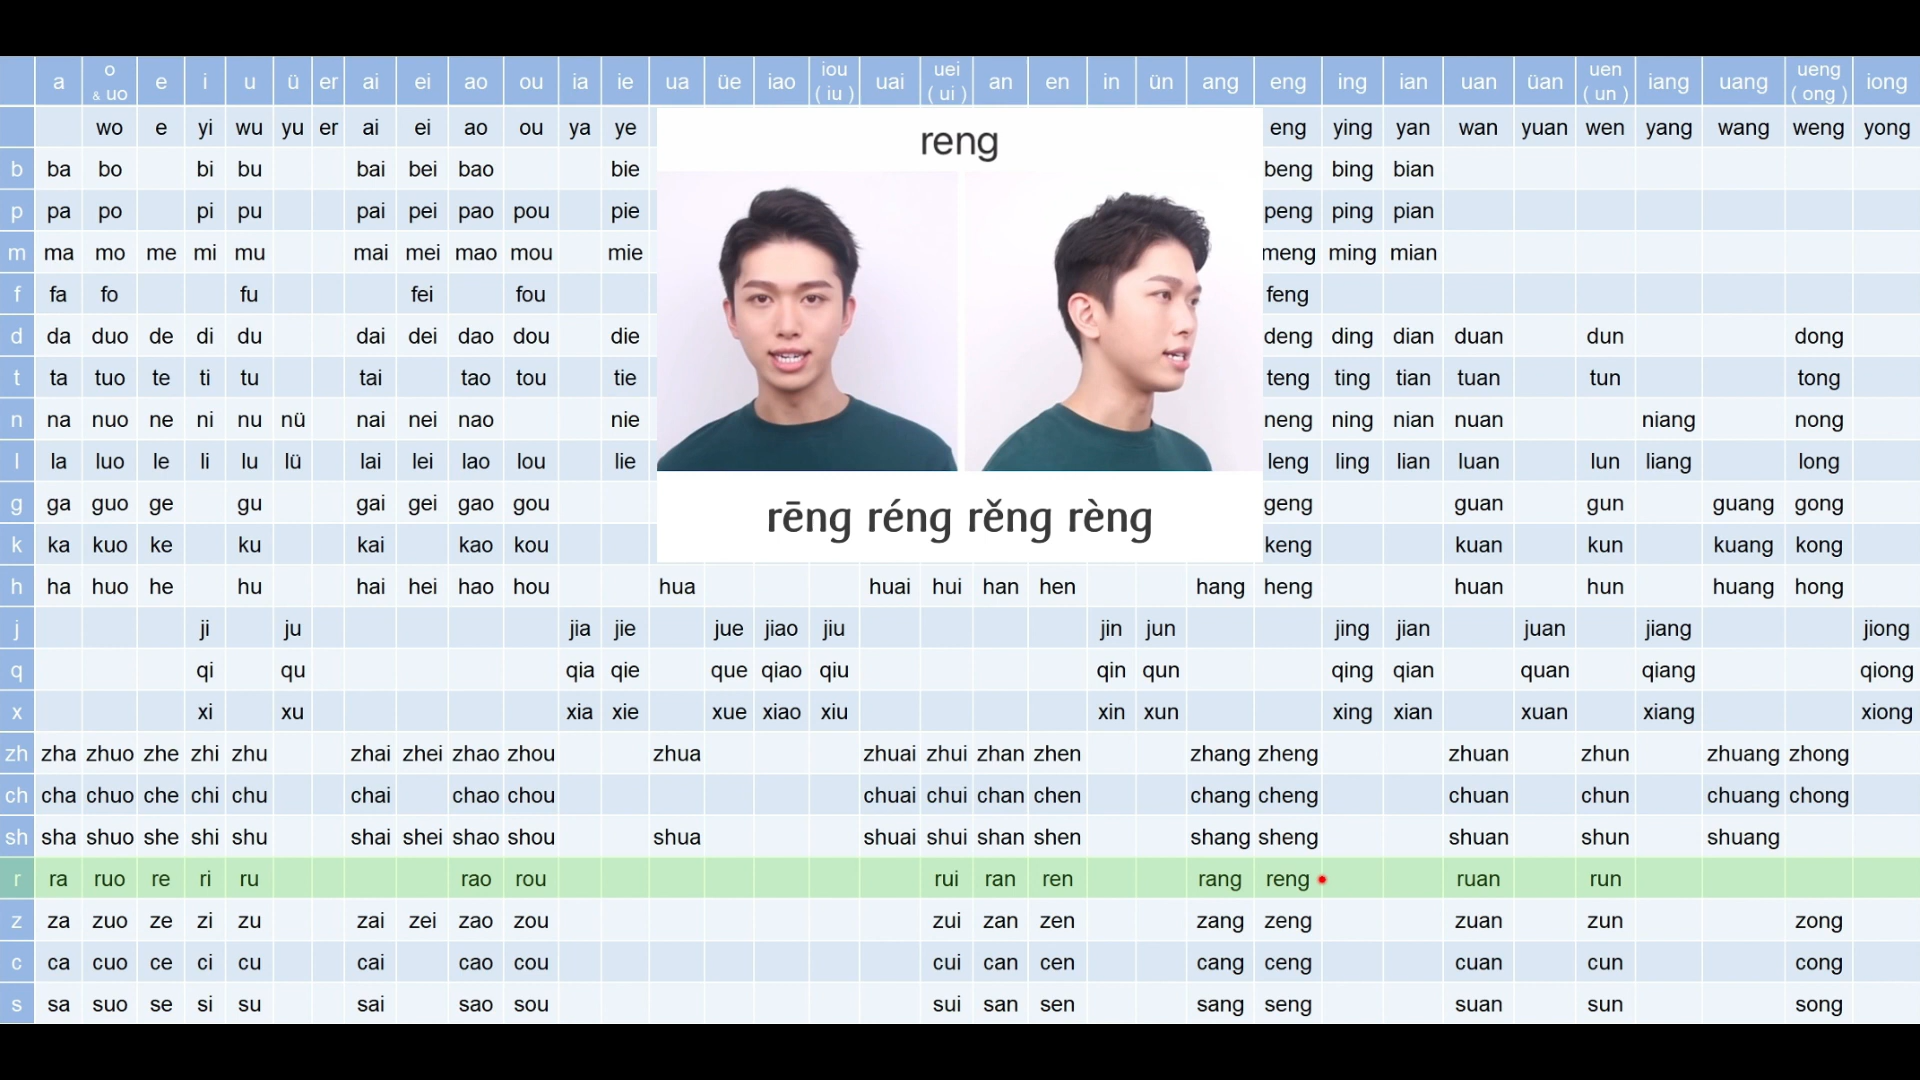 a o & uo e i u ü er ai ei ao ou ia ie ua üe iao iou ( iu ) uai uei ( ui ) an en in ün ang eng ing ian uan üan uen ( un ) iang uang ueng ( ong ) iong
wo e yi wu yu er ai ei ao ou ya ye eng ying yan wan yuan wen yang wang weng yong
reng
b ba bo bi bu bai bei bao bie beng bing bian
p pa po pi pu pai pei pao pou pie peng ping pian
m ma mo me mi mu mai mei mao mou mie meng ming mian
f fa fo fu fei fou feng
d da duo de di du dai dei dao dou die deng ding dian duan dun dong
t ta tuo te ti tu tai tao tou tie teng ting tian tuan tun tong
n na nuo ne ni nu nü nai nei nao nie neng ning nian nuan niang nong
l la luo le li lu lü lai lei lao lou lie leng ling lian luan lun liang long
g ga guo ge gu gai gei gao gou geng guan gun guang gong
rēng réng rěng rèng
k ka kuo ke ku kai kao kou keng kuan kun kuang kong
h ha huo he hu hai hei hao hou hua huai hui han hen hang heng huan hun huang hong
j ji ju jia jie jue jiao jiu jin jun jing jian juan jiang jiong
q qi qu qia qie que qiao qiu qin qun qing qian quan qiang qiong
x xi xu xia xie xue xiao xiu xin xun xing xian xuan xiang xiong
zh zha zhuo zhe zhi zhu zhai zhei zhao zhou zhua zhuai zhui zhan zhen zhang zheng zhuan zhun zhuang zhong
ch cha chuo che chi chu chai chao chou chuai chui chan chen chang cheng chuan chun chuang chong
sh sha shuo she shi shu shai shei shao shou shua shuai shui shan shen shang sheng shuan shun shuang
r ra ruo re ri ru rao rou rui ran ren rang reng ruan run
z za zuo ze zi zu zai zei zao zou zui zan zen zang zeng zuan zun zong
c ca cuo ce ci cu cai cao cou cui can cen cang ceng cuan cun cong
s sa suo se si su sai sao sou sui san sen sang seng suan sun song